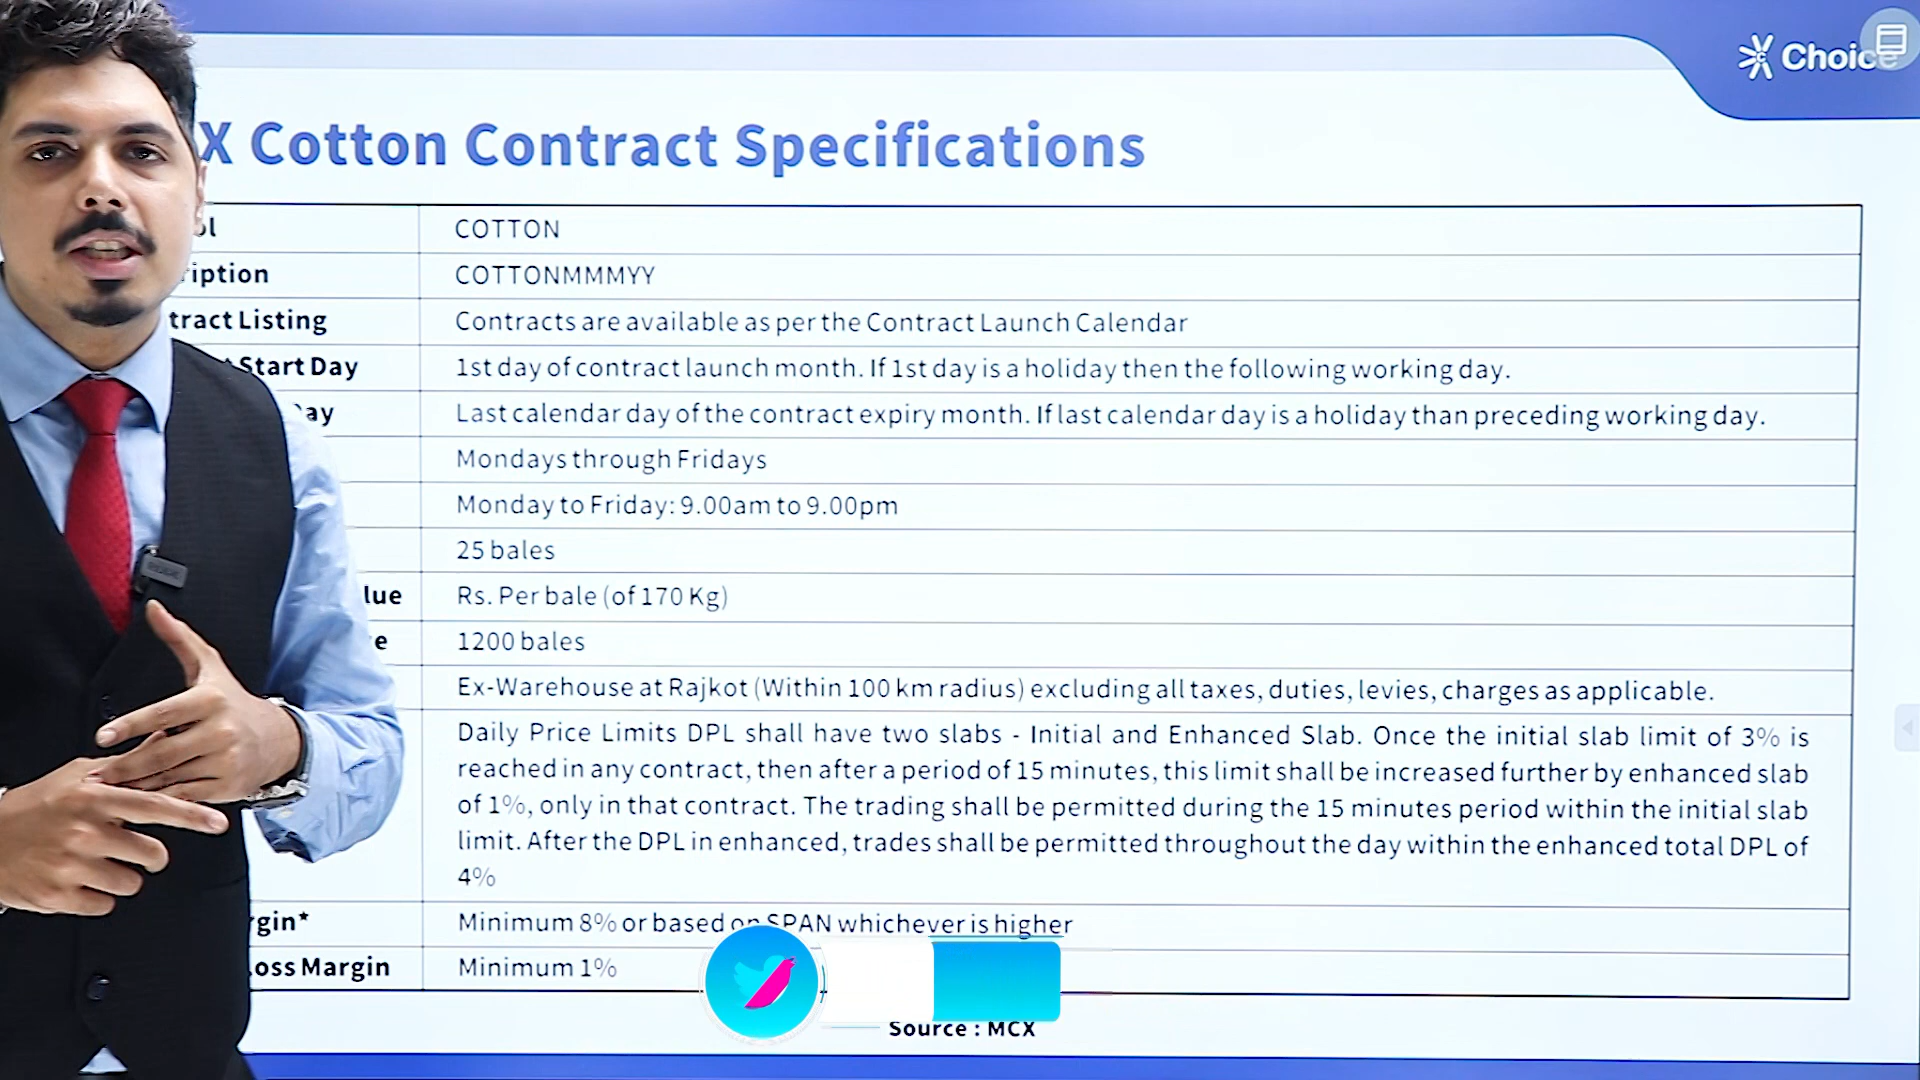 Choice
X Cotton Contract Specifications
ol COTTON
ription COTTONMMMYY
tract Listing Contracts are available as per the Contract Launch Calendar
Start Day 1st day of contract launch month. If 1st day is a holiday then the following working day.
ay Last calendar day of the contract expiry month. If last calendar day is a holiday than preceding working day.
Mondays through Fridays
Monday to Friday: 9.00am to 9.00pm
25 bales
lue Rs. Per bale (of 170 Kg)
e 1200 bales
Ex-Warehouse at Rajkot (Within 100 km radius) excluding all taxes, duties, levies, charges as applicable.
Daily Price Limits DPL shall have two slabs - Initial and Enhanced Slab. Once the initial slab limit of 3% is
reached in any contract, then after a period of 15 minutes, this limit shall be increased further by enhanced slab
of 1%, only in that contract. The trading shall be permitted during the 15 minutes period within the initial slab
limit. After the DPL in enhanced, trades shall be permitted throughout the day within the enhanced total DPL of
4%
rgin* Minimum 8% or based on SPAN whichever is higher
oss Margin Minimum 1%
Source : MCX